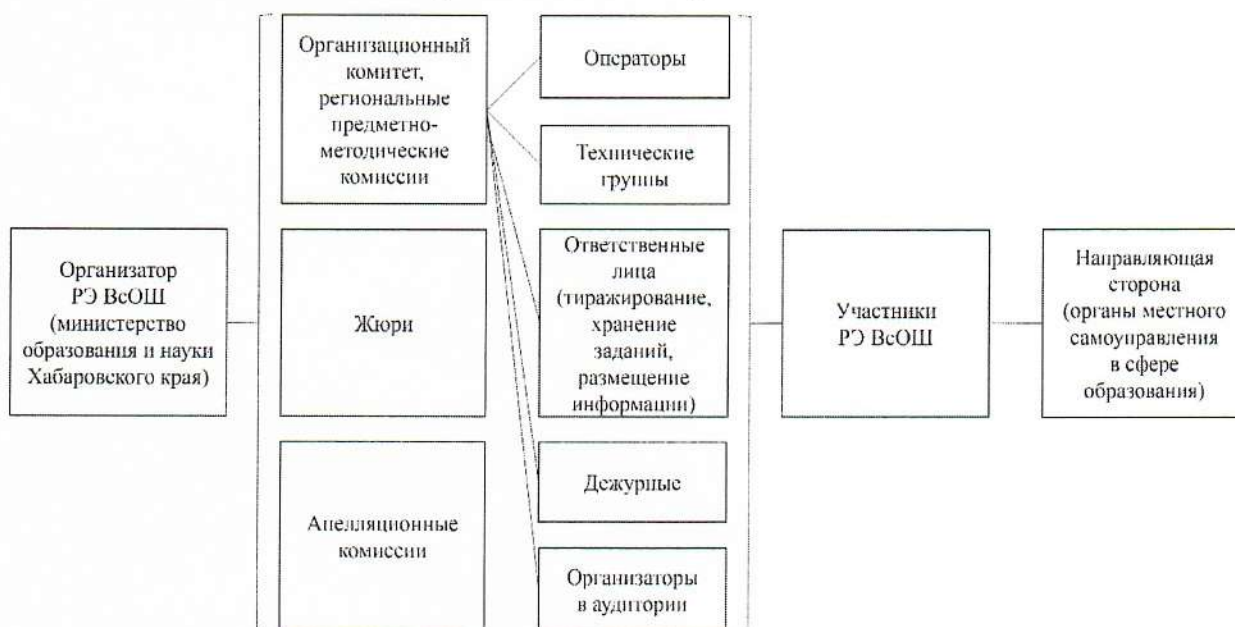 Организатор
РЭ ВсОШ
(министерство
образования и науки
Хабаровского края)
Организационный
комитет,
региональные
предметно-
методические
комиссии
Жюри
Апелляционные
комиссии
Операторы
Технические
группы
Ответственные
лица
(тиражирование,
хранение
заданий,
размещение
информации)
Дежурные
Организаторы
в аудитории
Участники
РЭ ВсОШ
Направляющая
сторона
(органы местного
самоуправления
в сфере
образования)